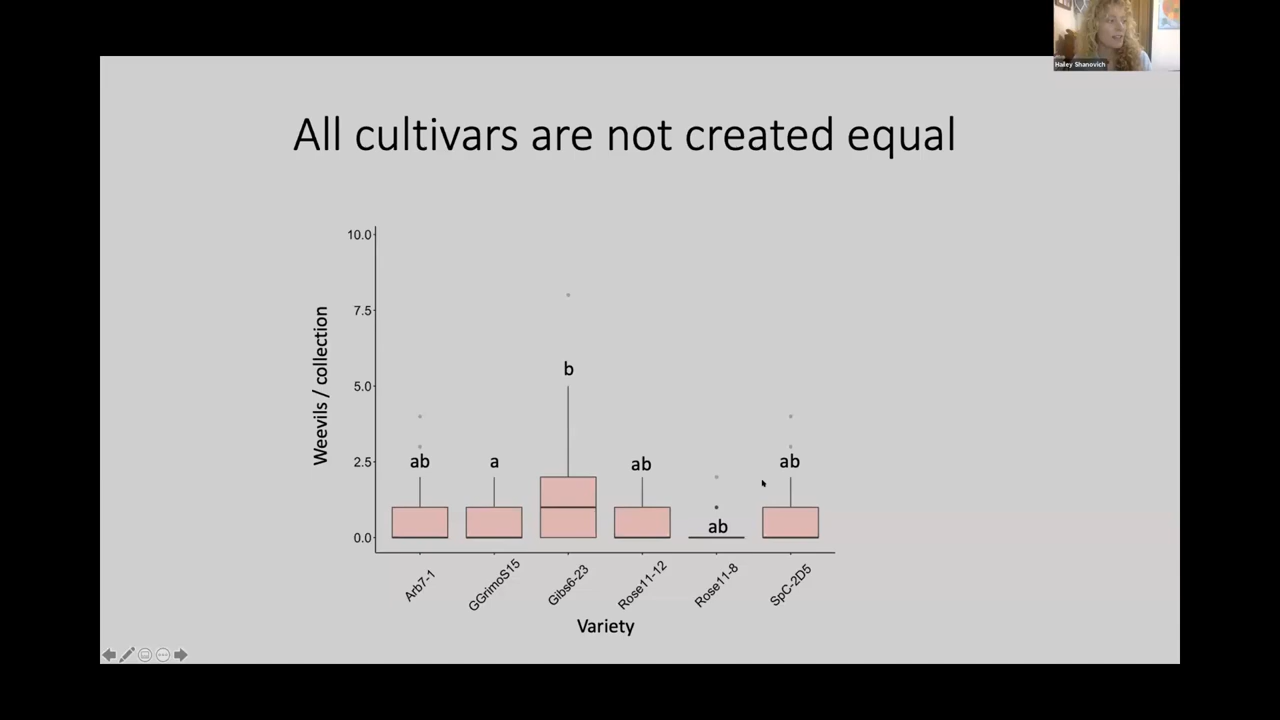 Haley Shanovich
All cultivars are not created equal
Weevils / collection
10.0
7.5
5.0
2.5
0.0
ab
a
b
ab
ab
ab
Arb7-1
GGrimoS15
Gibs6-23
Rose11-12
Rose11-8
SpC-2D5
Variety